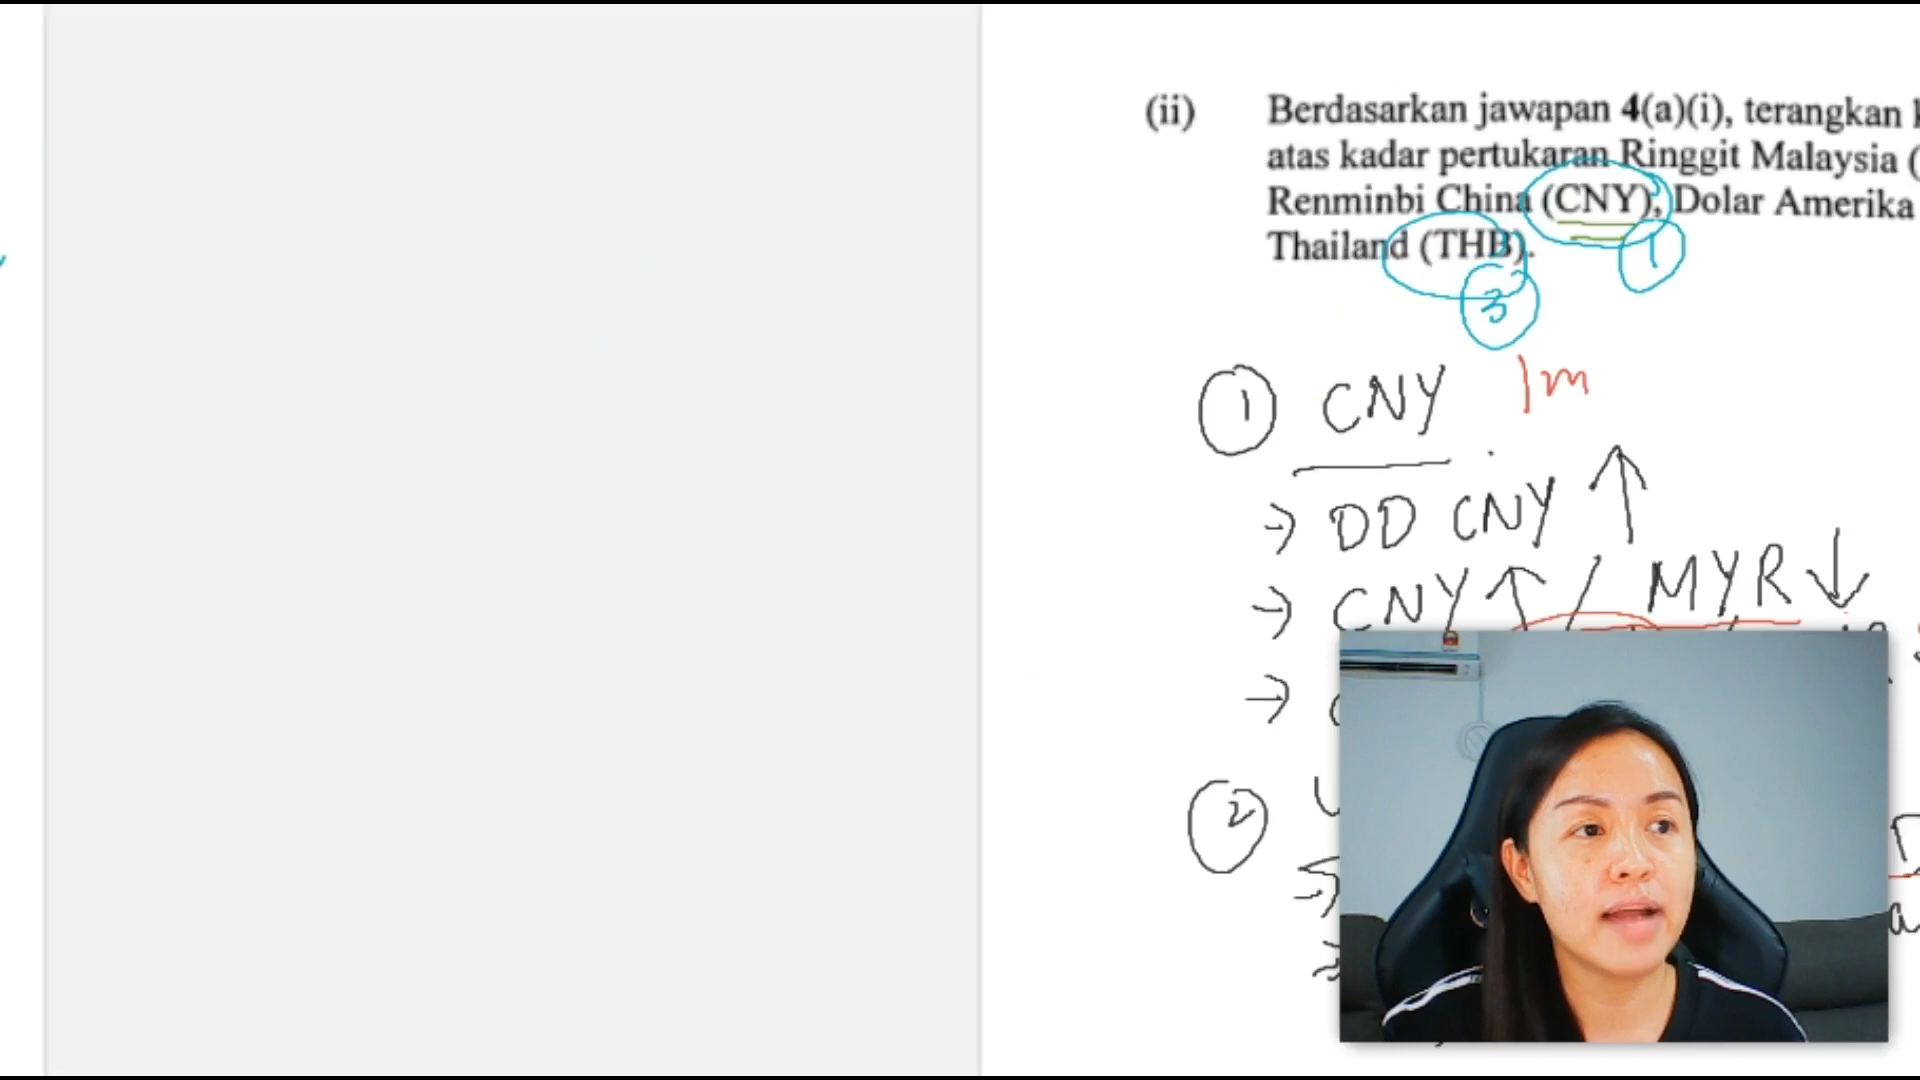 (ii) Berdasarkan jawapan 4(a)(i), terangkan
atas kadar pertukaran Ringgit Malaysia (
Renminbi China (CNY), Dolar Amerika
Thailand (THB).
1
3
① CNY 1m
→ DD CNY ↑
→ CNY ↑ / MYR ↓
→
②